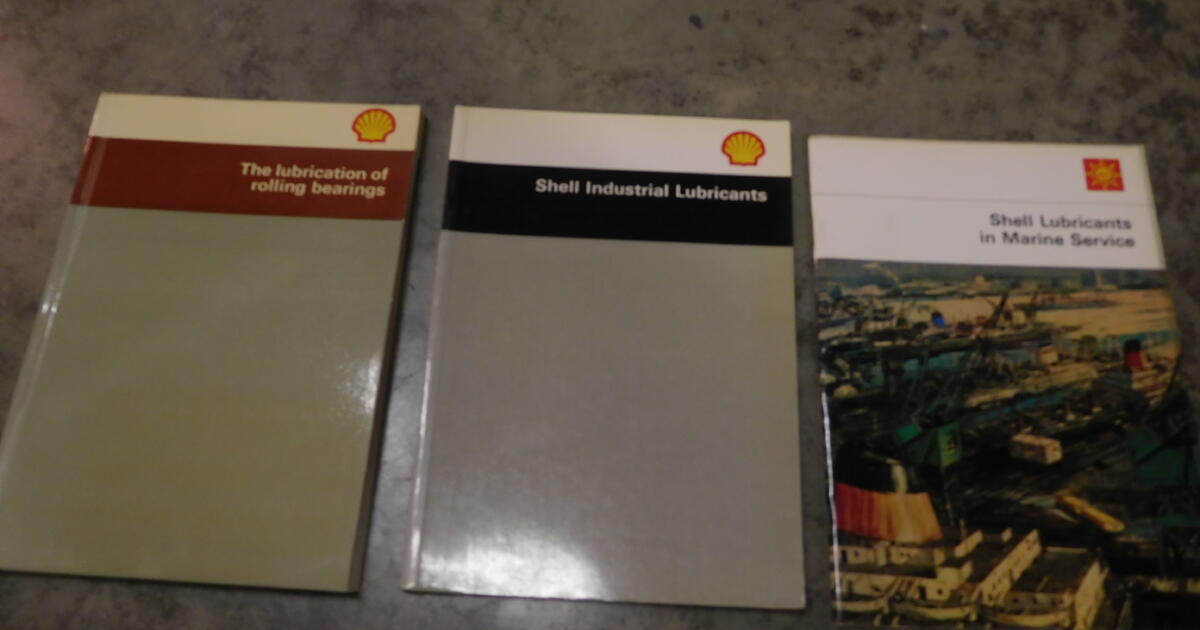 The lubrication of
rolling bearings
Shell Industrial Lubricants
Shell Lubricants
in Marine Service